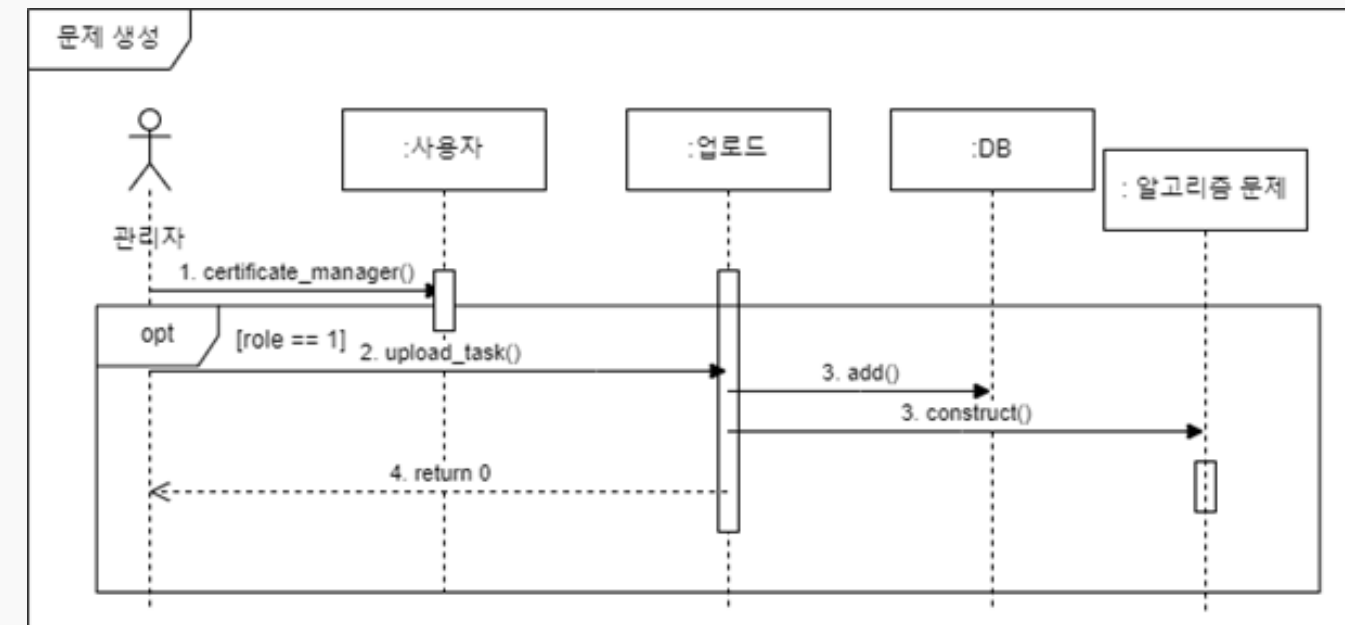 문제 생성
:사용자
:업로드
:DB
: 알고리즘 문제
관리자
1. certificate_manager()
opt
[role == 1]
2. upload_task()
3. add()
3. construct()
4. return 0